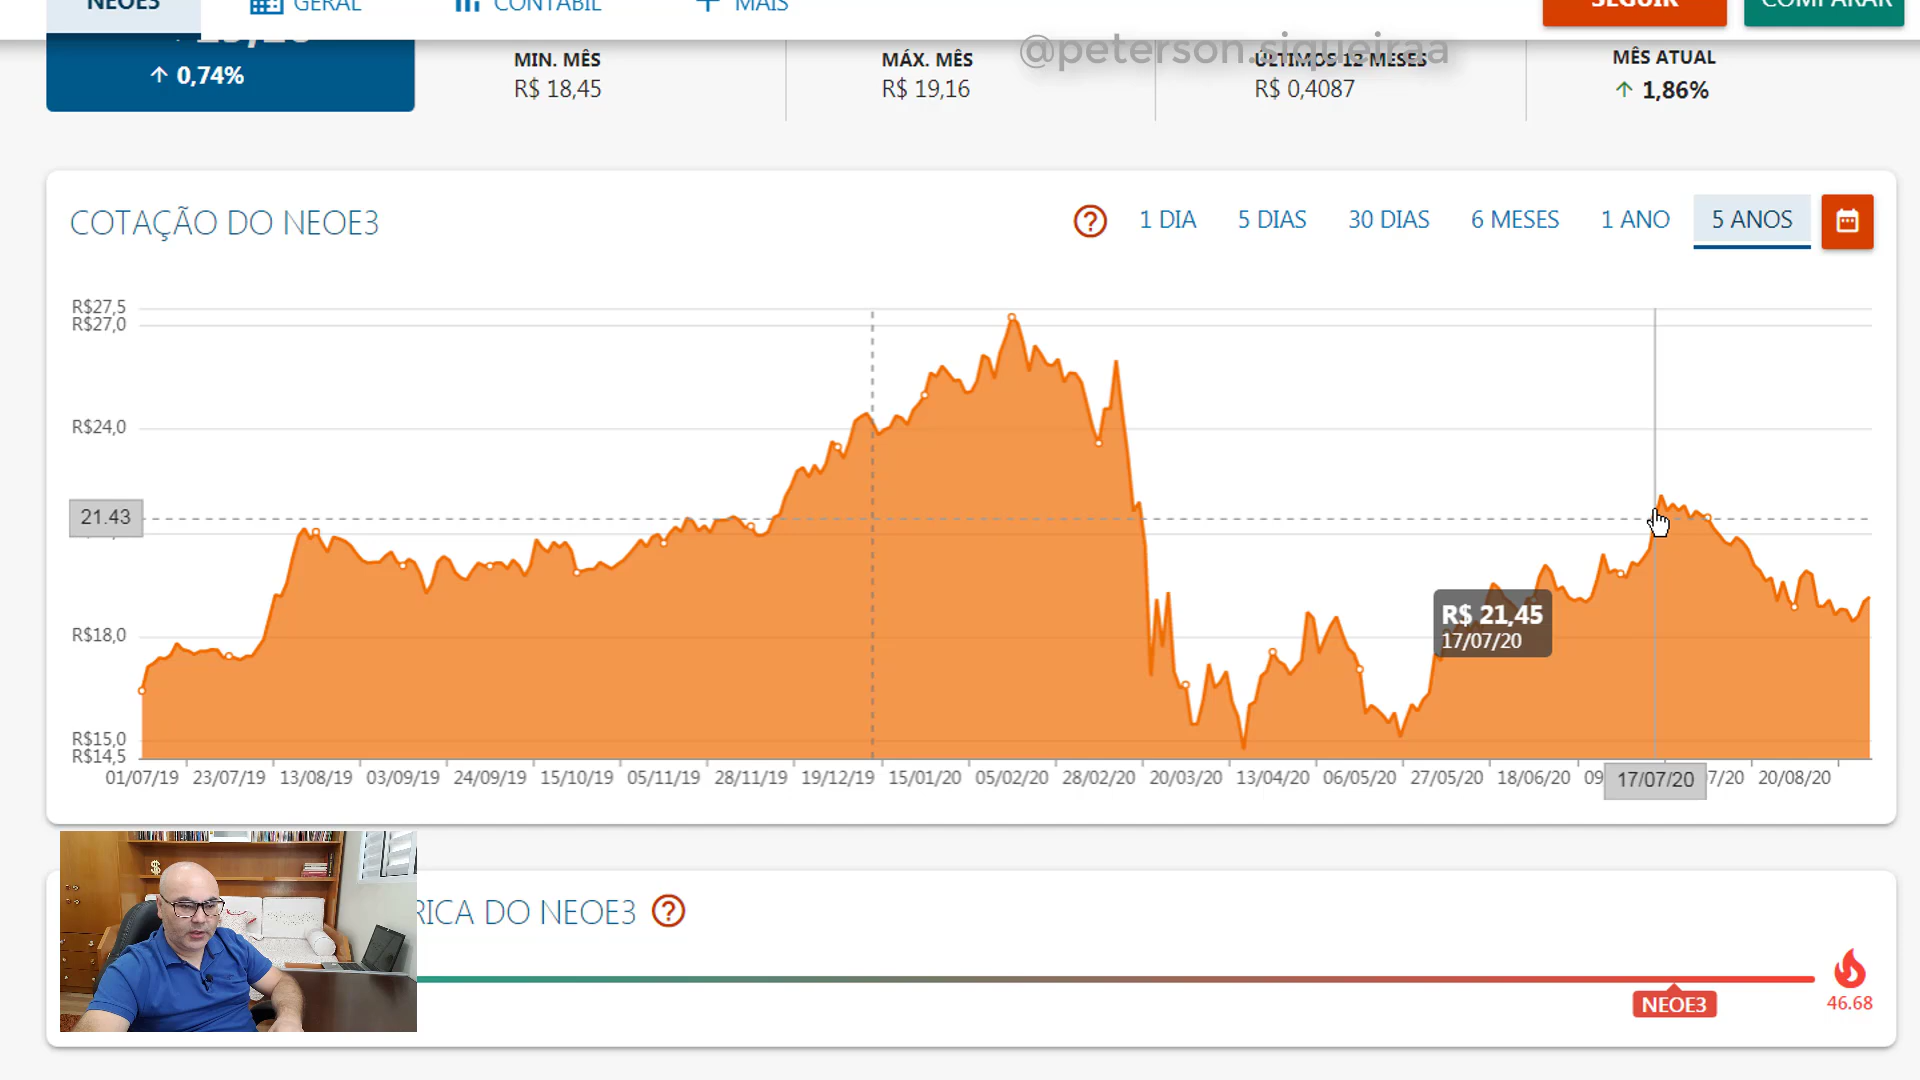 NEOE3
GERAL
CONTÁBIL
MAIS
SEGUIR
COMPARAR
@peterson.siqueiraa
0,74%
MIN. MÊS
R$ 18,45
MÁX. MÊS
R$ 19,16
ÚLTIMOS 12 MESES
R$ 0,4087
MÊS ATUAL
1,86%
COTAÇÃO DO NEOE3
?
1 DIA
5 DIAS
30 DIAS
6 MESES
1 ANO
5 ANOS
R$27,5
R$27,0
R$24,0
21.43
R$18,0
R$15,0
R$14,5
R$ 21,45
17/07/20
01/07/19 23/07/19 13/08/19 03/09/19 24/09/19 15/10/19 05/11/19 28/11/19 19/12/19 15/01/20 05/02/20 28/02/20 20/03/20 13/04/20 06/05/20 27/05/20 18/06/20 09 17/07/20 7/20 20/08/20
$
RICA DO NEOE3 ?
NEOE3
46.68